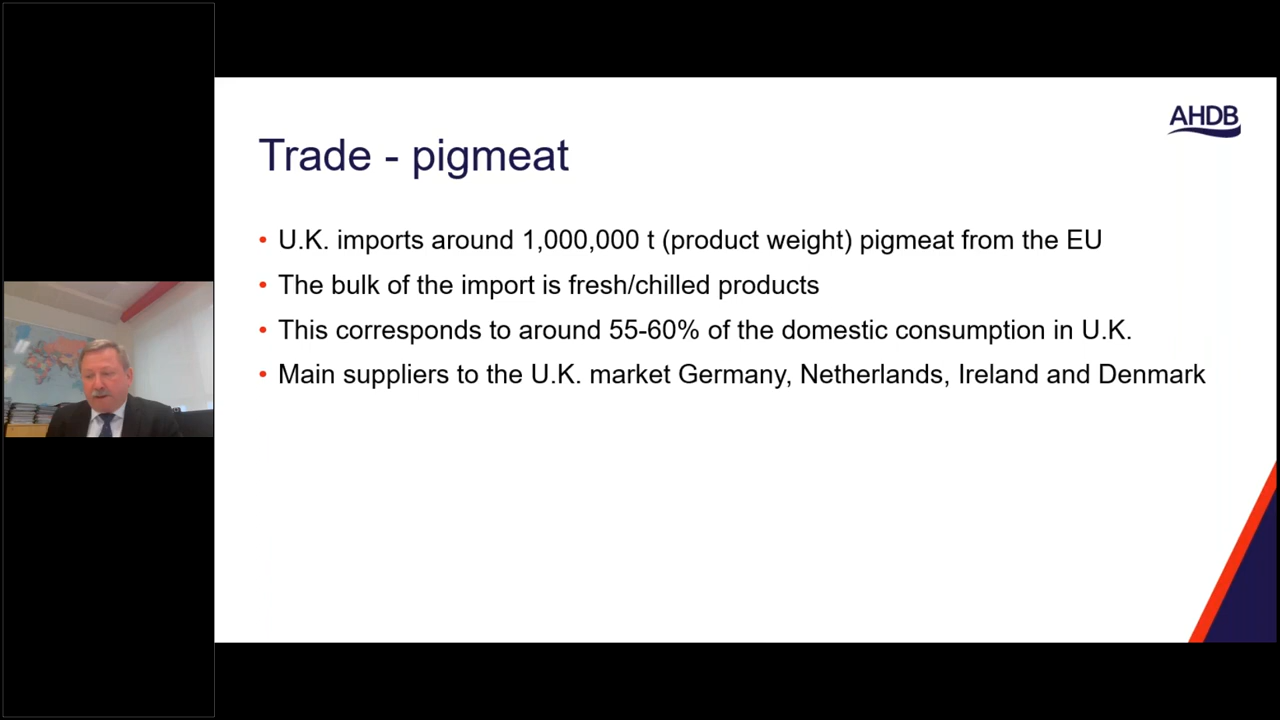 AHDB
Trade - pigmeat
• U.K. imports around 1,000,000 t (product weight) pigmeat from the EU
• The bulk of the import is fresh/chilled products
• This corresponds to around 55-60% of the domestic consumption in U.K.
• Main suppliers to the U.K. market Germany, Netherlands, Ireland and Denmark